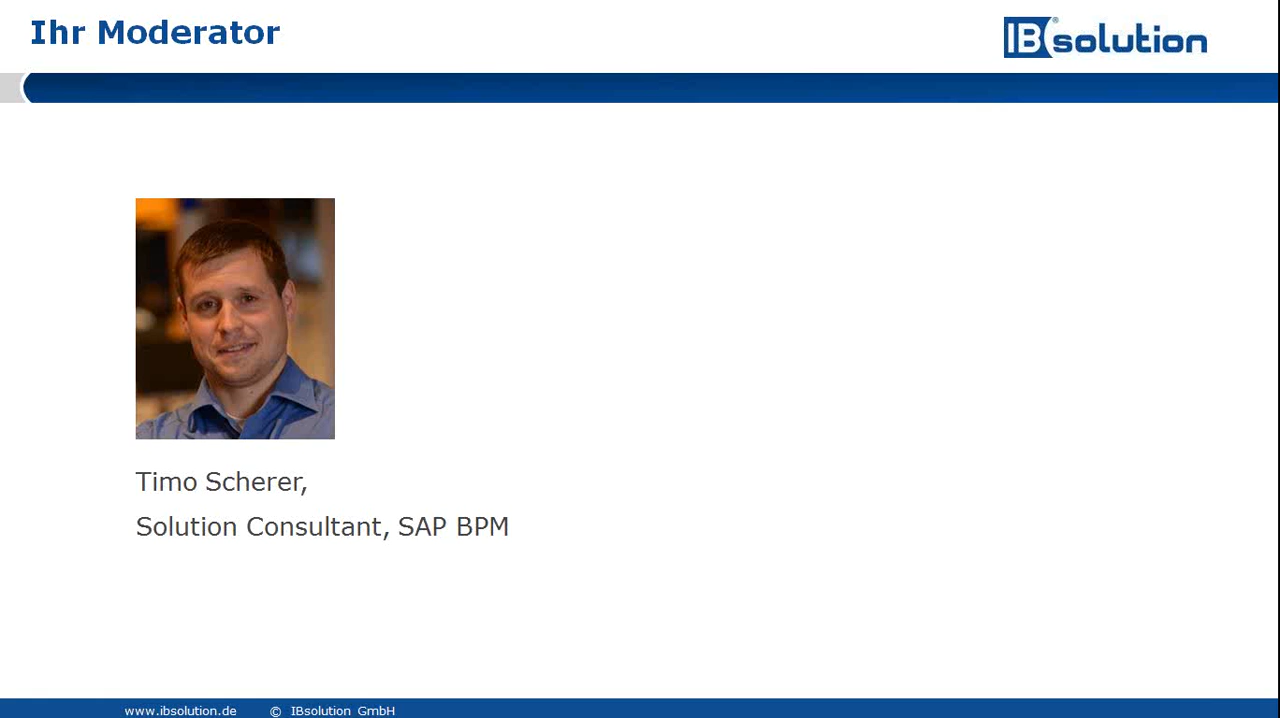 Ihr Moderator
IBsolution
Timo Scherer,
Solution Consultant, SAP BPM
www.ibsolution.de © IBsolution GmbH